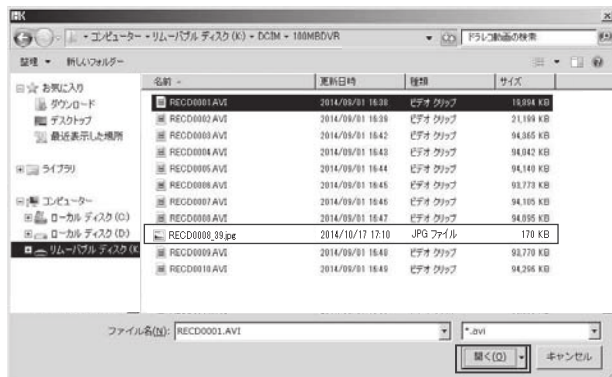 開く
コンピューター ▸ リムーバブル ディスク (K:) ▸ DCIM ▸ 100MBDVR
ドラレコ動画の検索
整理 ▼ 新しいフォルダー
お気に入り
ダウンロード
デスクトップ
最近表示した場所
ライブラリ
コンピューター
ローカル ディスク (C:)
ローカル ディスク (D:)
リムーバブル ディスク (K
名前 更新日時 種類 サイズ
RECD0001.AVI 2014/09/01 16:38 ビデオ クリップ 19,894 KB
RECD0002.AVI 2014/09/01 16:39 ビデオ クリップ 21,199 KB
RECD0003.AVI 2014/09/01 16:42 ビデオ クリップ 94,365 KB
RECD0004.AVI 2014/09/01 16:43 ビデオ クリップ 94,042 KB
RECD0005.AVI 2014/09/01 16:44 ビデオ クリップ 94,140 KB
RECD0006.AVI 2014/09/01 16:45 ビデオ クリップ 93,773 KB
RECD0007.AVI 2014/09/01 16:46 ビデオ クリップ 94,105 KB
RECD0008.AVI 2014/09/01 16:47 ビデオ クリップ 94,095 KB
RECD0008_39.jpg 2014/10/17 17:10 JPG ファイル 170 KB
RECD0009.AVI 2014/09/01 16:48 ビデオ クリップ 93,770 KB
RECD0010.AVI 2014/09/01 16:49 ビデオ クリップ 94,296 KB
ファイル名(N): RECD0001.AVI *.avi
開く(O) キャンセル